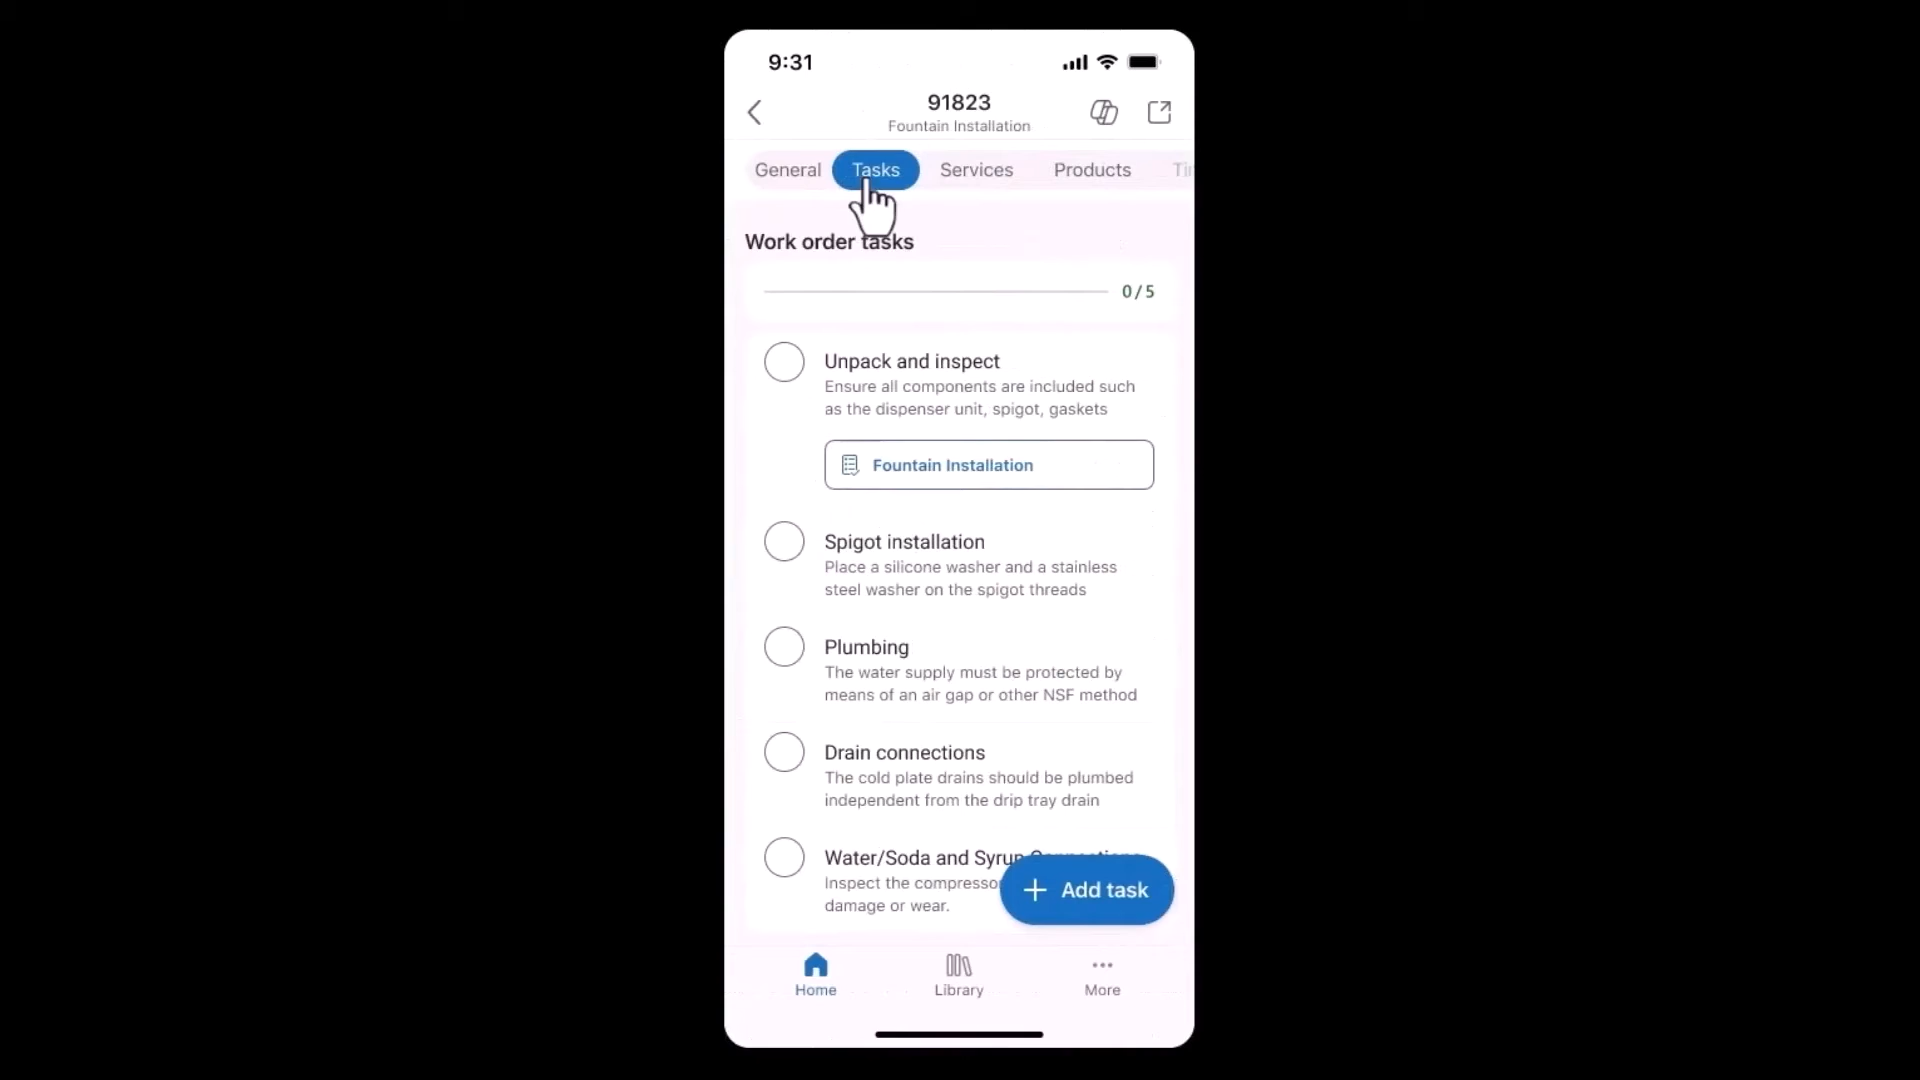 9:31
91823
Fountain Installation
General Tasks Services Products
Work order tasks
0/5
Unpack and inspect
Ensure all components are included such
as the dispenser unit, spigot, gaskets
Fountain Installation
Spigot installation
Place a silicone washer and a stainless
steel washer on the spigot threads
Plumbing
The water supply must be protected by
means of an air gap or other NSF method
Drain connections
The cold plate drains should be plumbed
independent from the drip tray drain
Water/Soda and Syrup Connections
Inspect the compressor
damage or wear.
Add task
Home Library More